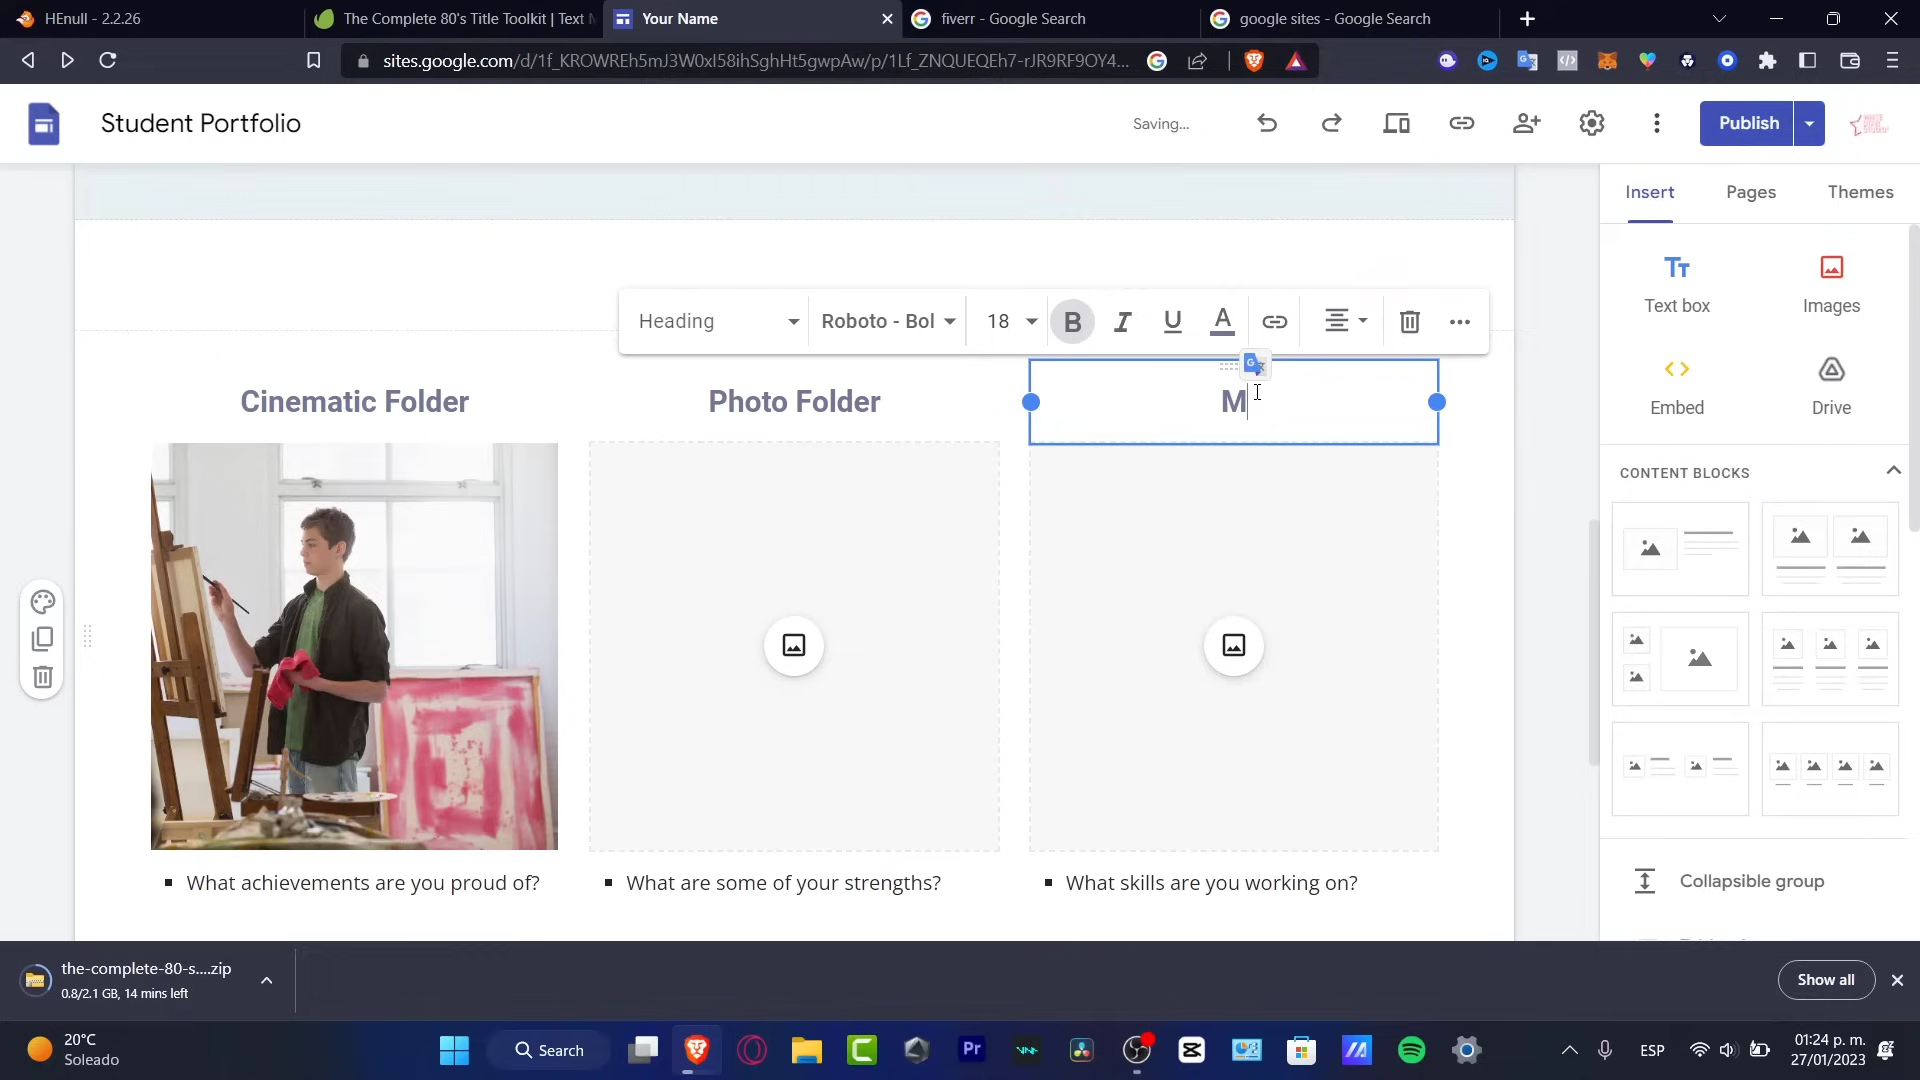 HEnull - 2.2.26
The Complete 80's Title Toolkit | Text M
Your Name
fiverr - Google Search
google sites - Google Search
sites.google.com/d/1f_KROWREh5mJ3W0xI58ihSghHt5gwpAw/p/1Lf_ZNQUEQEh7-rJR9RF9OY4...
Student Portfolio
Saving...
Publish
Insert
Pages
Themes
Heading
Roboto - Bol
18
B
I
U
A
Text box
Images
Embed
Drive
Cinematic Folder
Photo Folder
M
CONTENT BLOCKS
What achievements are you proud of?
What are some of your strengths?
What skills are you working on?
Collapsible group
the-complete-80-s....zip
0.8/2.1 GB, 14 mins left
Show all
20°C
Soleado
Search
Pr
ESP
01:24 p. m.
27/01/2023